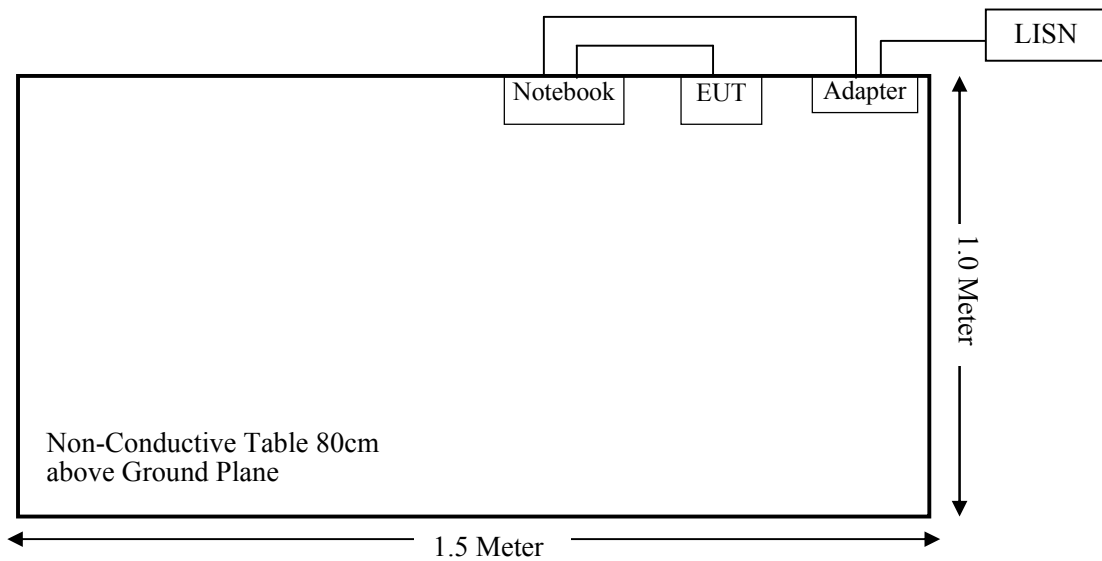 LISN
Notebook
EUT
Adapter
1.0 Meter
Non-Conductive Table 80cm
above Ground Plane
1.5 Meter